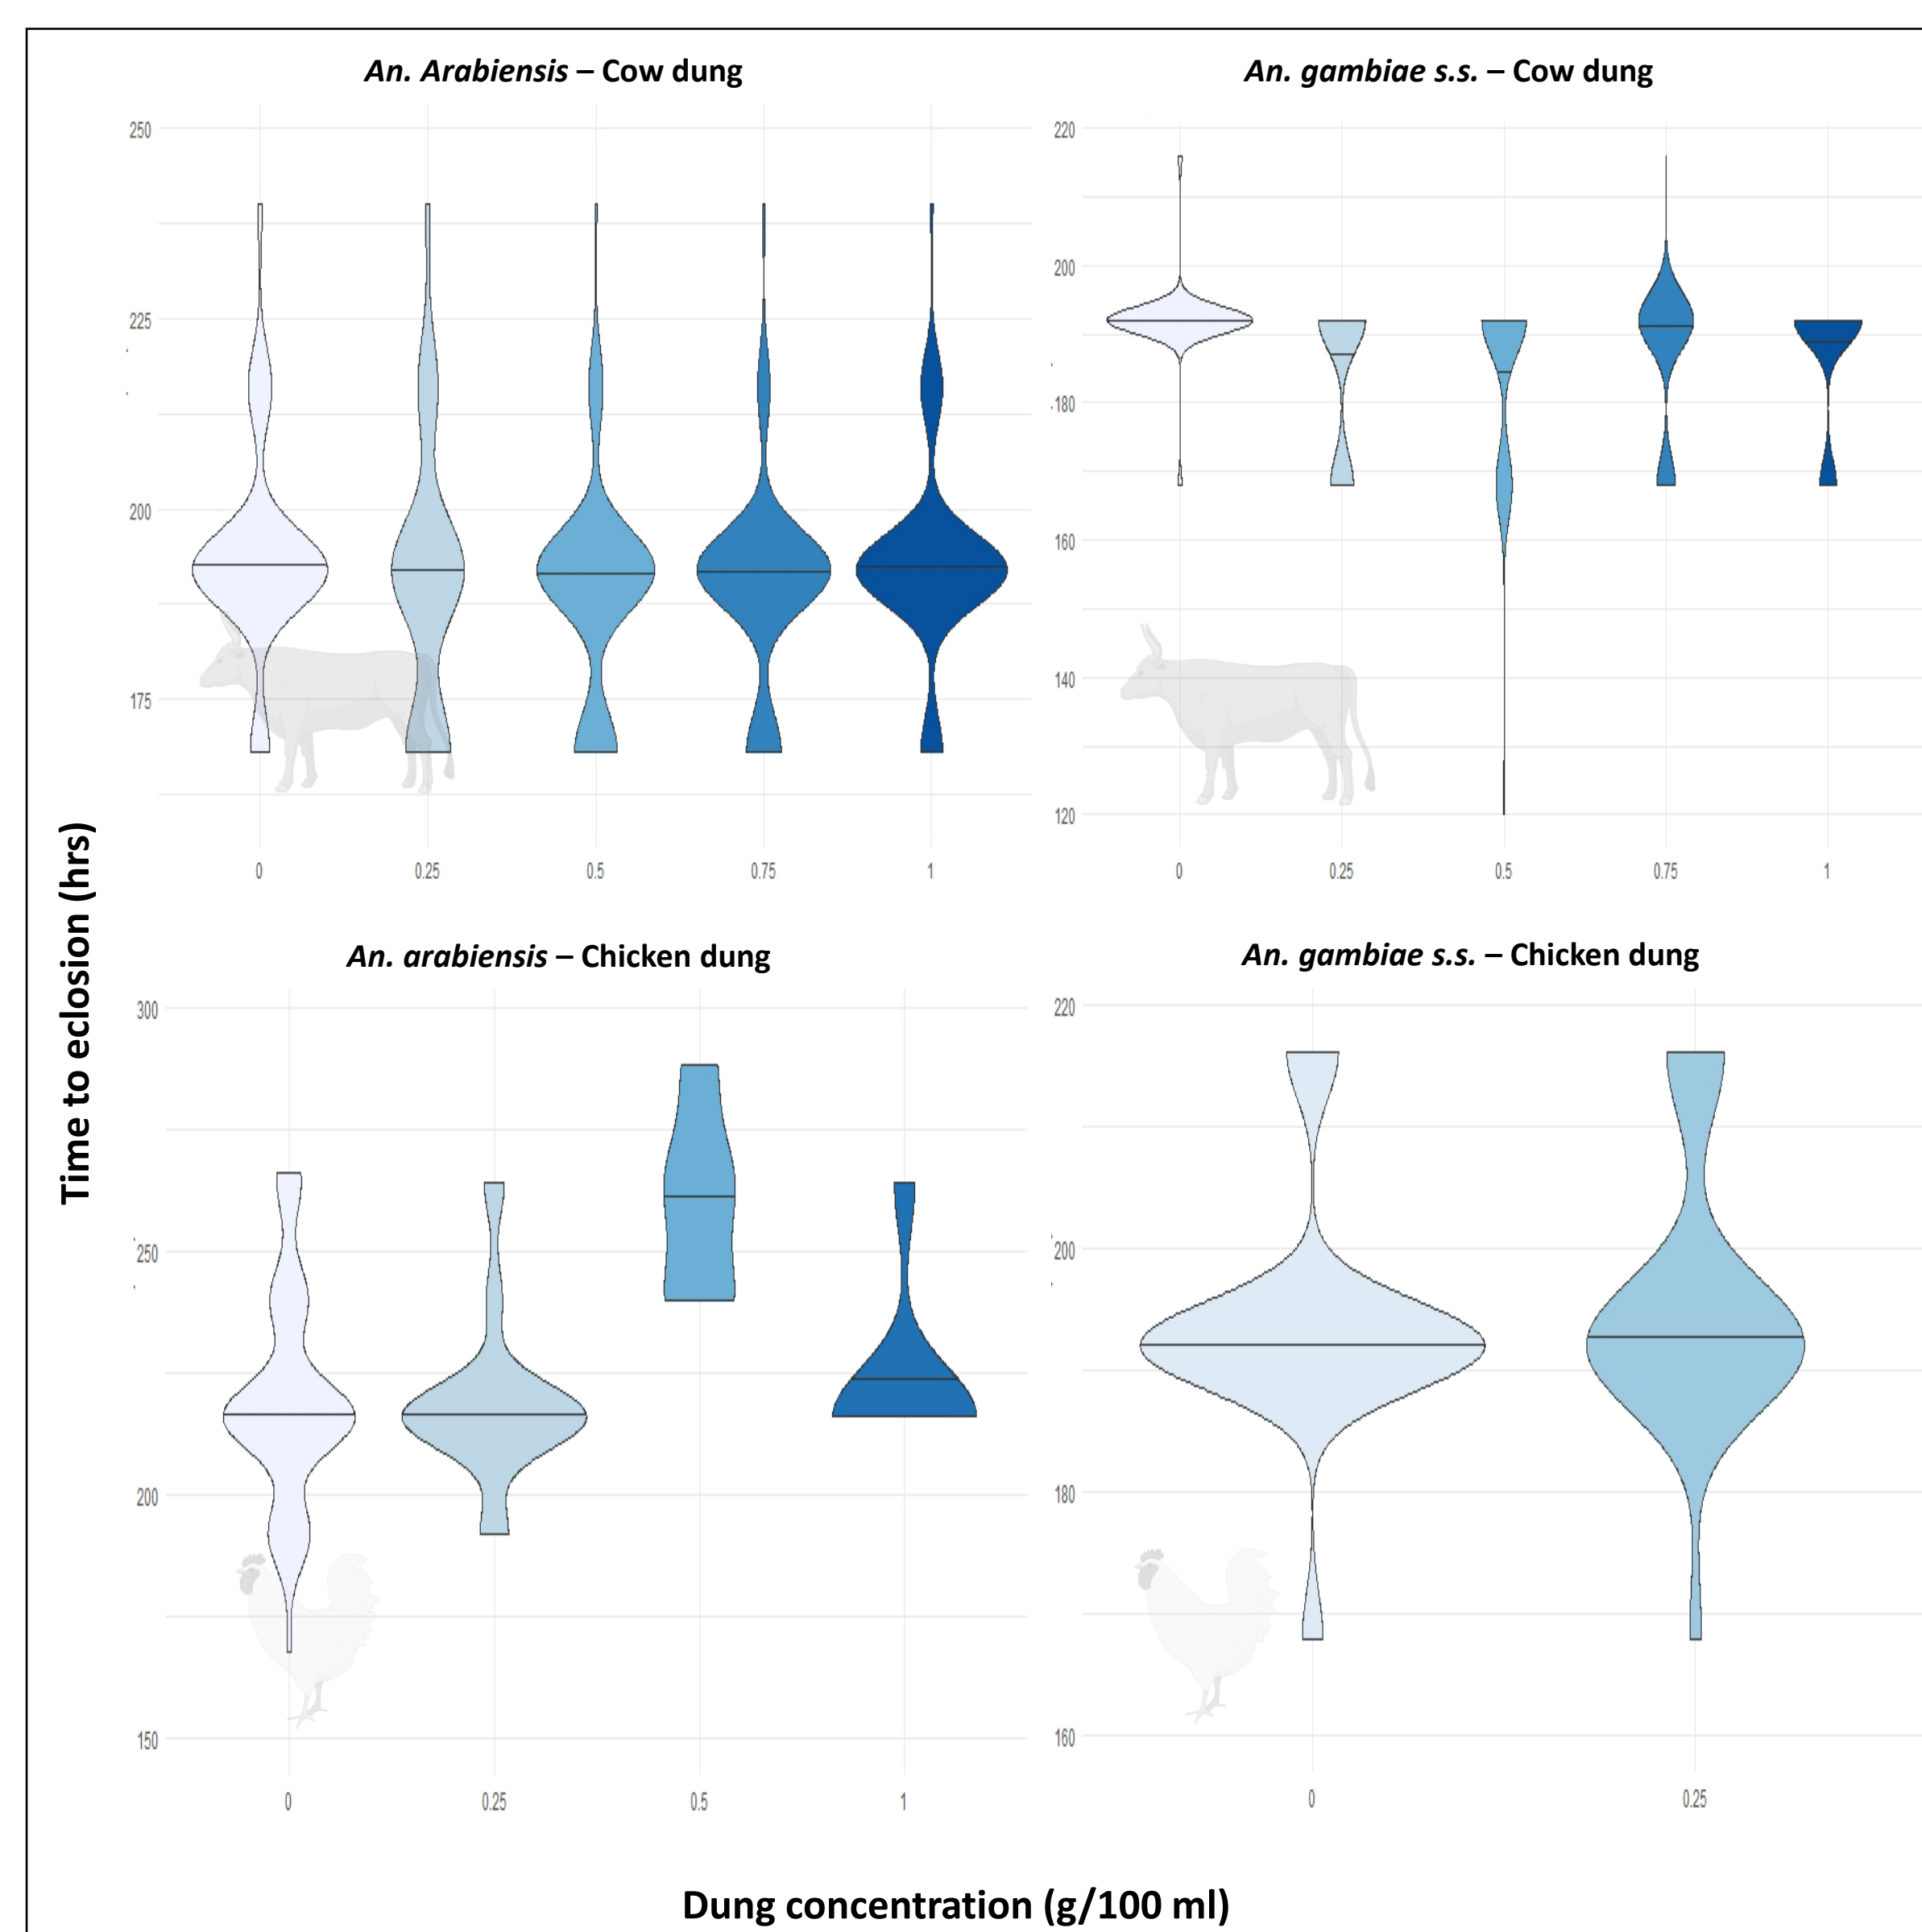 An. Arabiensis – Cow dung
250
225
200
175
0 0.25 0.5 0.75 1
An. gambiae s.s. – Cow dung
220
200
180
160
140
120
0 0.25 0.5 0.75 1
Time to eclosion (hrs)
An. arabiensis – Chicken dung
300
250
200
150
0 0.25 0.5 1
An. gambiae s.s. – Chicken dung
220
200
180
160
0 0.25
Dung concentration (g/100 ml)